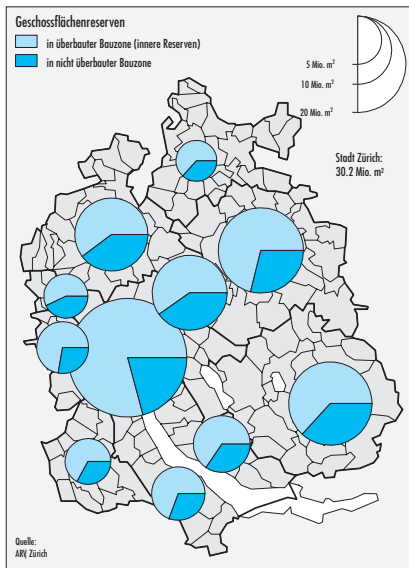 Geschossflächenreserven
in überbauter Bauzone (innere Reserven)
in nicht überbauter Bauzone
5 Mio. m²
10 Mio. m²
20 Mio. m²
Stadt Zürich:
30.2 Mio. m²
Quelle:
ARV, Zürich